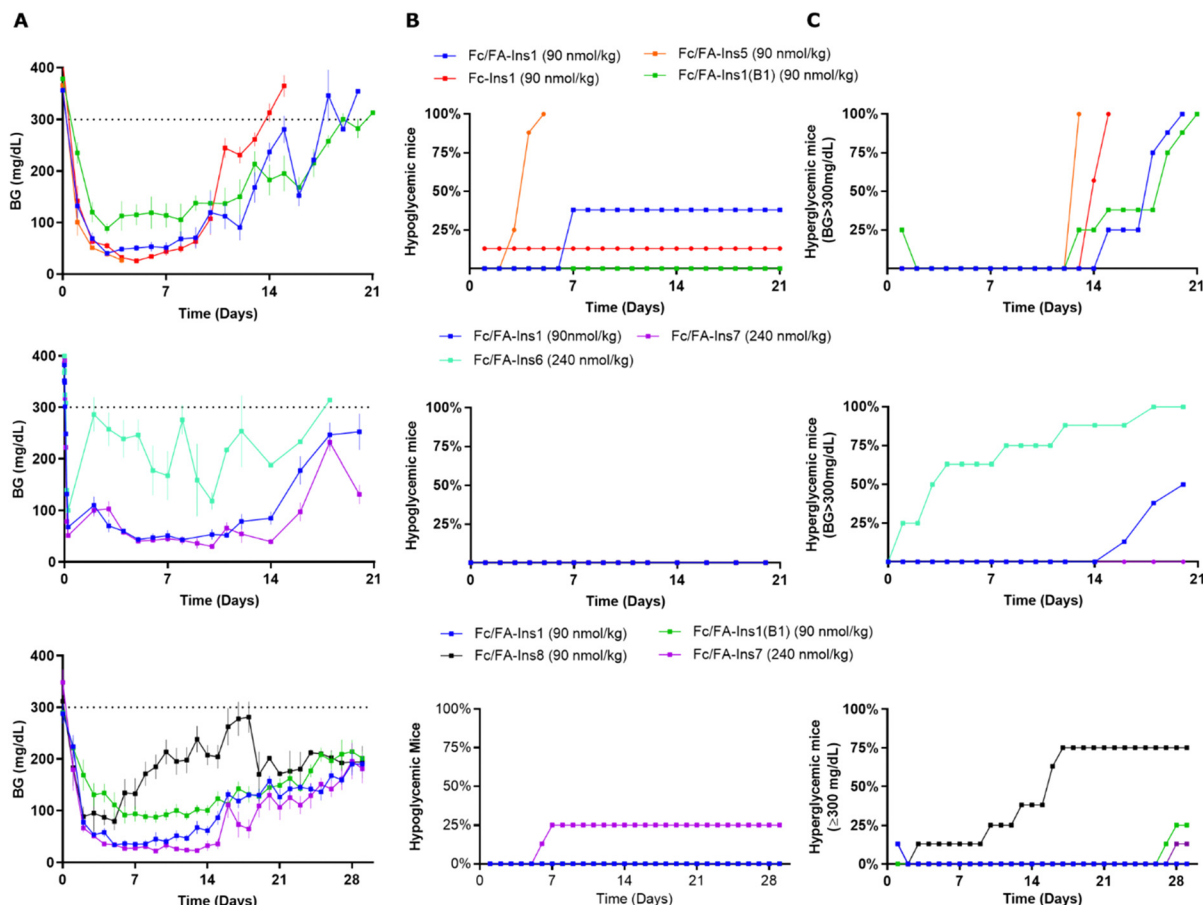 A
B
C
Fc/FA-Ins1 (90 nmol/kg)
Fc/FA-Ins5 (90 nmol/kg)
Fc-Ins1 (90 nmol/kg)
Fc/FA-Ins1(B1) (90 nmol/kg)
BG (mg/dL)
400
300
200
100
0
0 7 14 21
Time (Days)
Hypoglycemic mice
100%
75%
50%
25%
0%
0 7 14 21
Time (Days)
Hyperglycemic mice
(BG>300mg/dL)
100%
75%
50%
25%
0%
0 7 14 21
Time (Days)
Fc/FA-Ins1 (90nmol/kg)
Fc/FA-Ins7 (240 nmol/kg)
Fc/FA-Ins6 (240 nmol/kg)
BG (mg/dL)
400
300
200
100
0
0 7 14 21
Time (Days)
Hypoglycemic mice
100%
75%
50%
25%
0%
0 7 14 21
Time (Days)
Hyperglycemic mice
(BG>300mg/dL)
100%
75%
50%
25%
0%
0 7 14 21
Time (Days)
Fc/FA-Ins1 (90 nmol/kg)
Fc/FA-Ins1(B1) (90 nmol/kg)
Fc/FA-Ins8 (90 nmol/kg)
Fc/FA-Ins7 (240 nmol/kg)
BG (mg/dL)
400
300
200
100
0
0 7 14 21 28
Time (Days)
Hypoglycemic Mice
100%
75%
50%
25%
0%
0 7 14 21 28
Time (Days)
Hyperglycemic mice
(≥300 mg/dL)
100%
75%
50%
25%
0%
0 7 14 21 28
Time (Days)